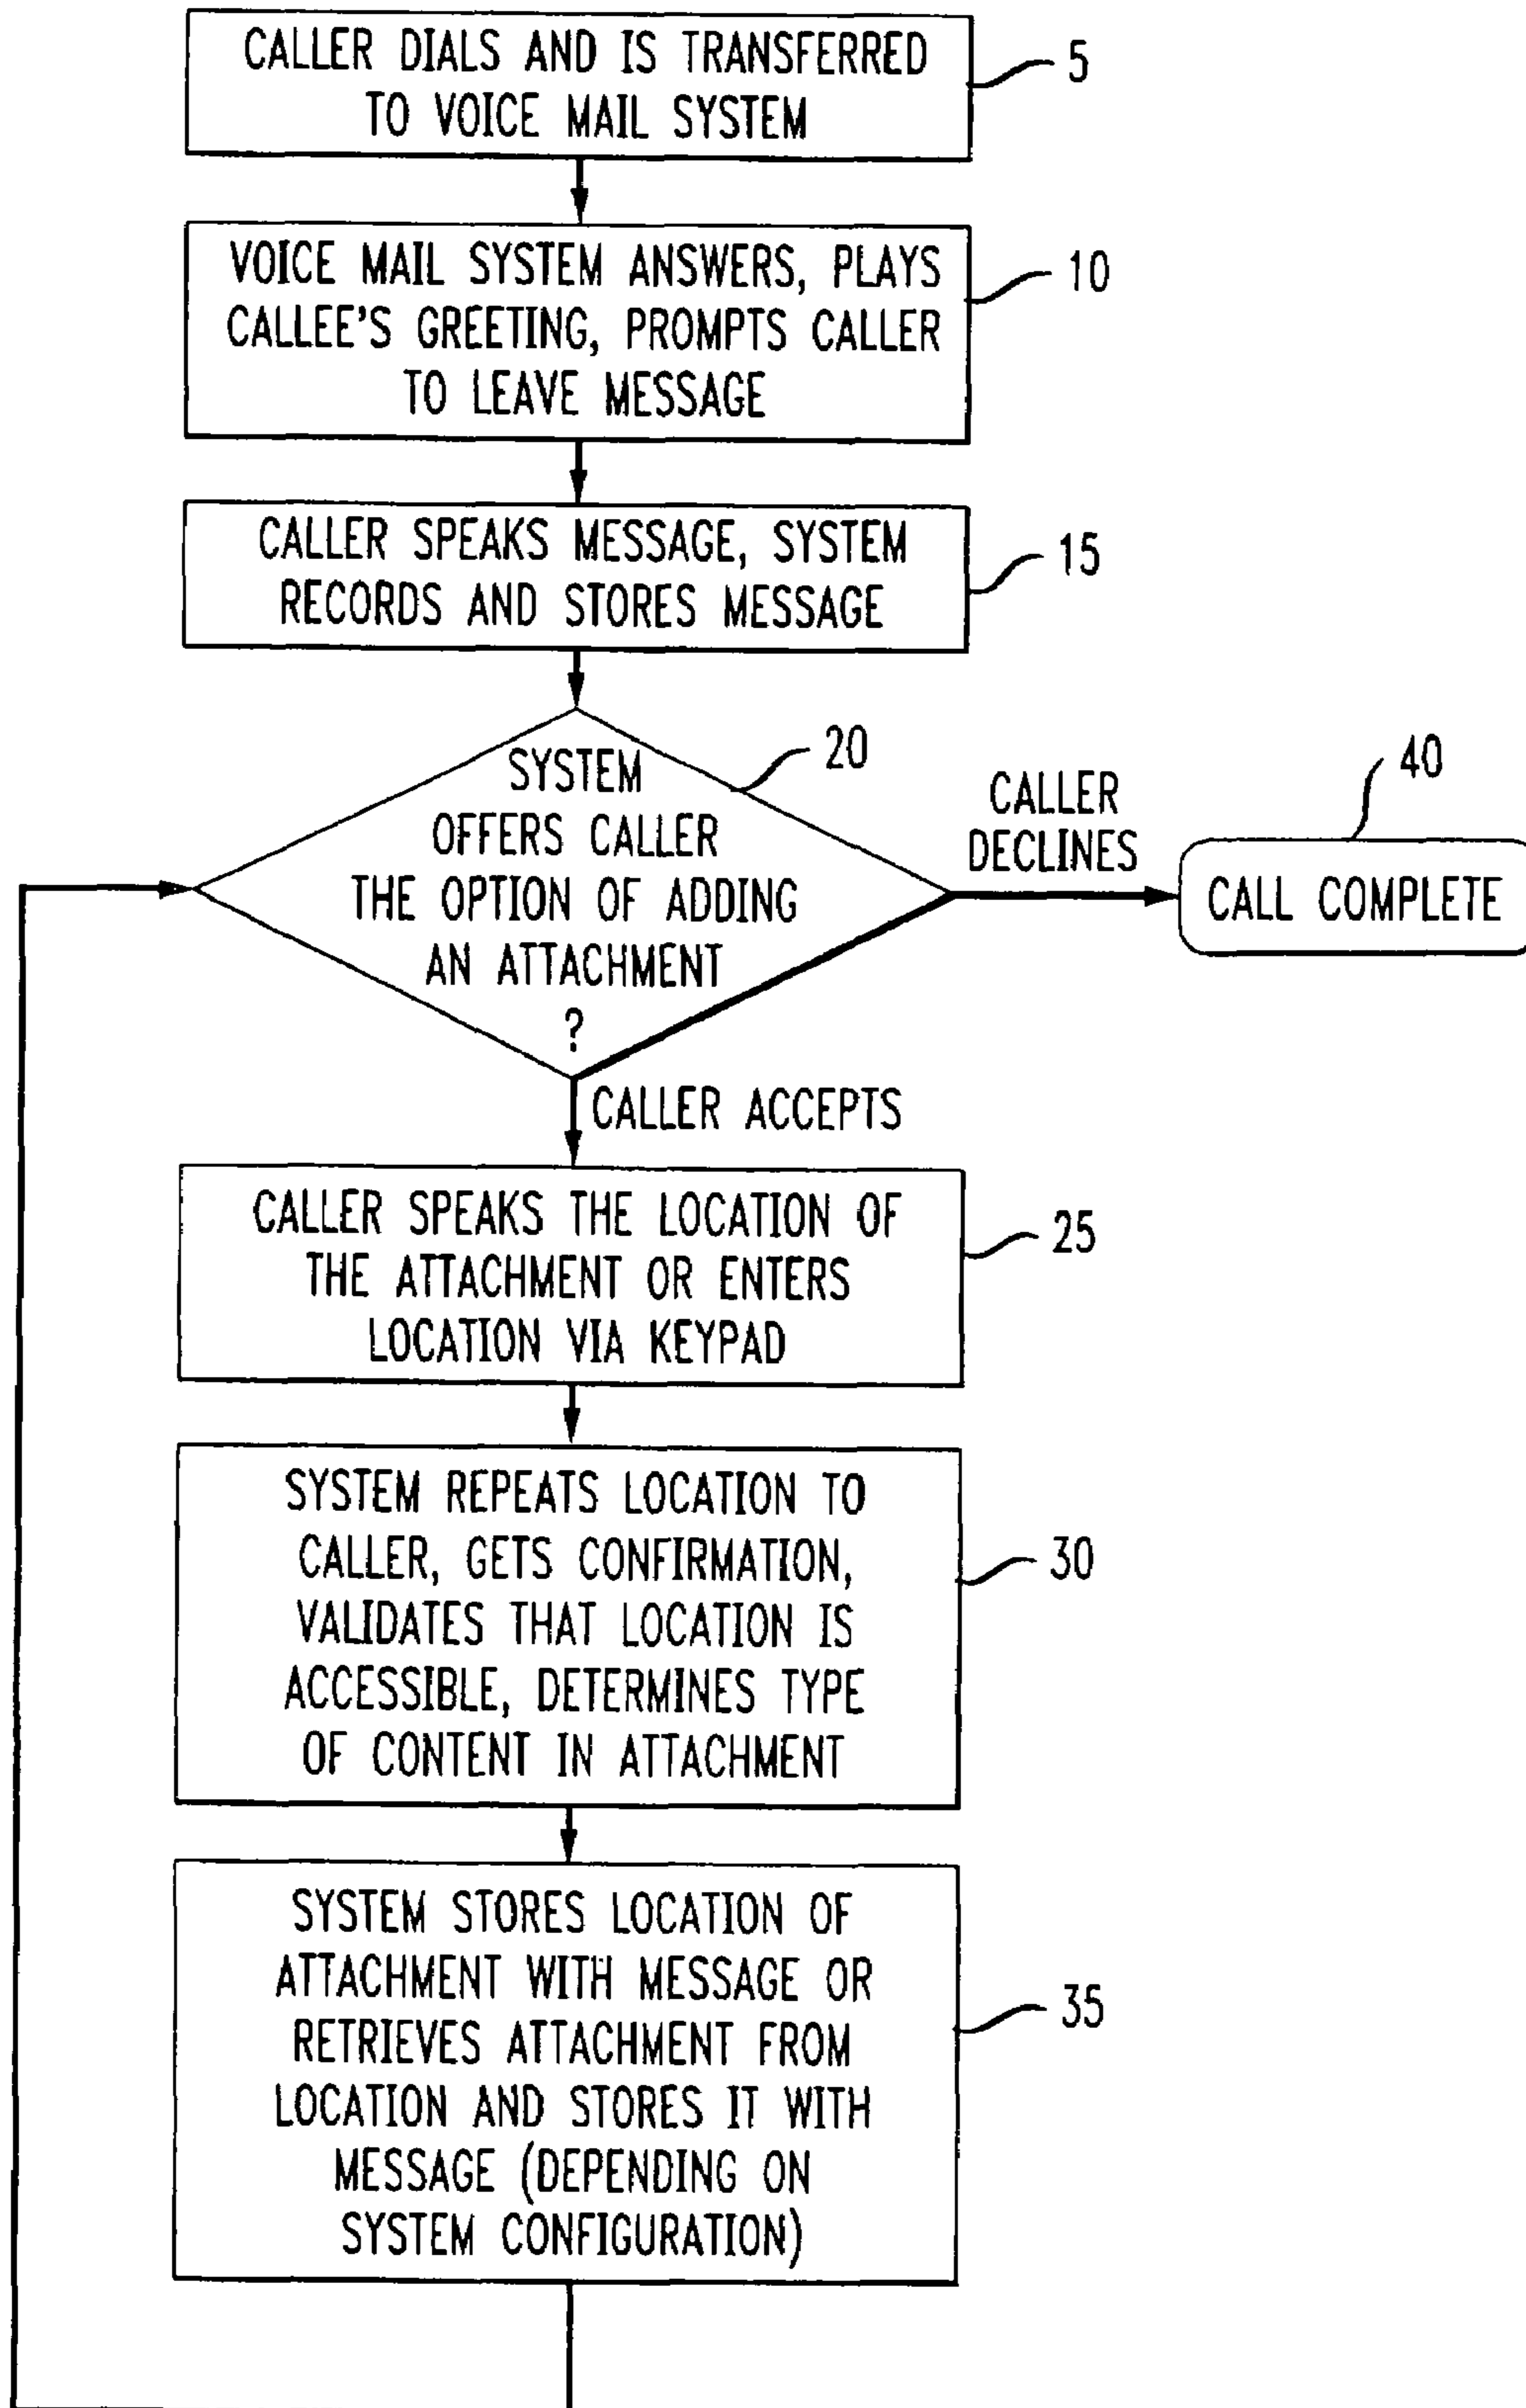 CALLER DIALS AND IS TRANSFERRED
TO VOICE MAIL SYSTEM
5
VOICE MAIL SYSTEM ANSWERS, PLAYS
CALLEE'S GREETING, PROMPTS CALLER
TO LEAVE MESSAGE
10
CALLER SPEAKS MESSAGE, SYSTEM
RECORDS AND STORES MESSAGE
15
SYSTEM
OFFERS CALLER
THE OPTION OF ADDING
AN ATTACHMENT
?
20
CALLER
DECLINES
40
CALL COMPLETE
CALLER ACCEPTS
CALLER SPEAKS THE LOCATION OF
THE ATTACHMENT OR ENTERS
LOCATION VIA KEYPAD
25
SYSTEM REPEATS LOCATION TO
CALLER, GETS CONFIRMATION,
VALIDATES THAT LOCATION IS
ACCESSIBLE, DETERMINES TYPE
OF CONTENT IN ATTACHMENT
30
SYSTEM STORES LOCATION OF
ATTACHMENT WITH MESSAGE OR
RETRIEVES ATTACHMENT FROM
LOCATION AND STORES IT WITH
MESSAGE (DEPENDING ON
SYSTEM CONFIGURATION)
35